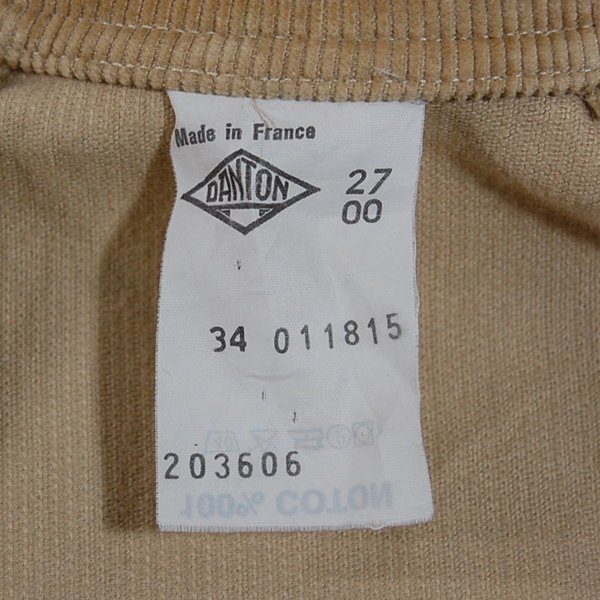 Made in France
DANTON
27
00
34 011815
203606
100% COTON